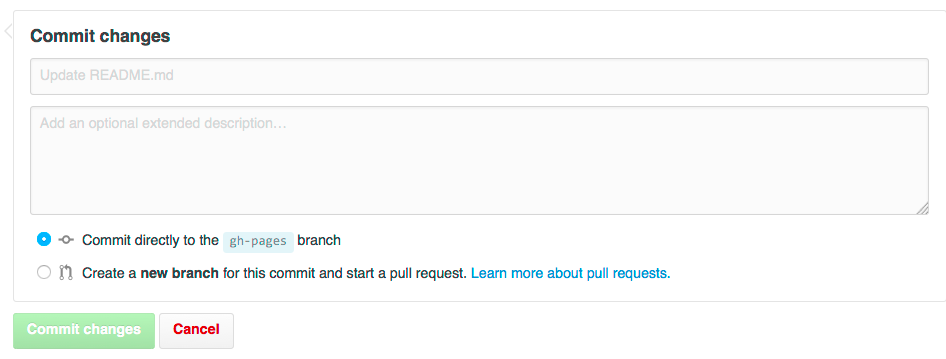 Commit changes
Update README.md
Add an optional extended description...
Commit directly to the gh-pages branch
Create a new branch for this commit and start a pull request. Learn more about pull requests.
Commit changes Cancel